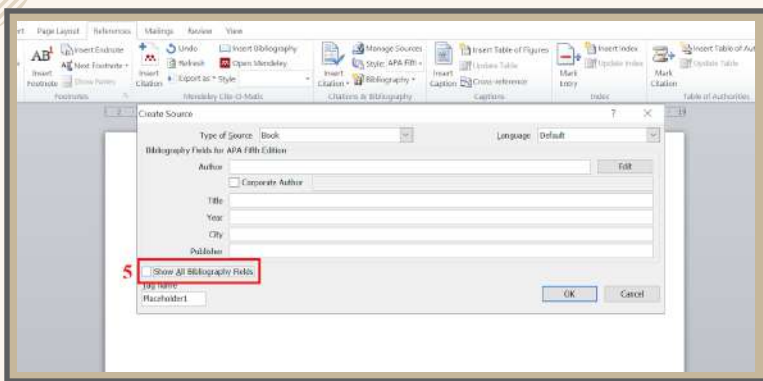 Page Layout References Mailings Review View
AB¹ Insert Endnote Undo Insert Bibliography Manage Sources Insert Table of Figures Insert Index
Next Footnote Refresh Open Mendeley Style: APA Fifth Update Table Update Index Update Table
Insert Footnote Show Notes Insert Citation Export as Style: Insert Citation Bibliography Insert Caption Cross-reference Mark Entry Mark Citation
Footnotes Mendeley Cite-O-Matic Citations & Bibliography Captions Index Table of Authorities
Create Source ?
Type of Source Book Language Default
Bibliography Fields for APA Fifth Edition
Author Edit
Corporate Author
Title
Year
City
Publisher
5 Show All Bibliography Fields
Tag name
Placeholder1 OK Cancel